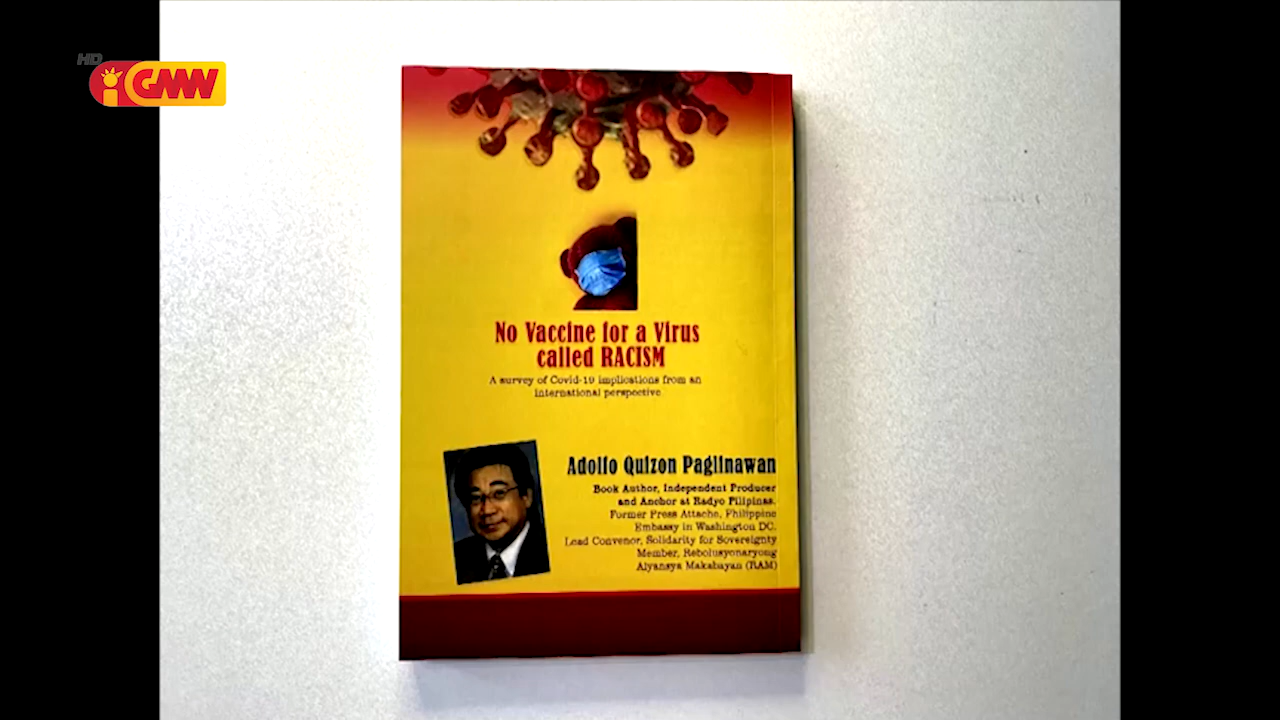 HD
iGMW
No Vaccine for a Virus
called RACISM
A survey of Covid-19 implications from an
international perspective
Adolfo Quizon Paglinawan
Book Author, Independent Producer
and Anchor at Radyo Pilipinas.
Former Press Attache, Philippine
Embassy in Washington DC.
Lead Convenor, Solidarity for Sovereignty
Member, Rebolusyonaryong
Alyansya Makabayan (RAM)